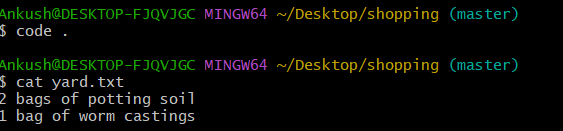 Ankush@DESKTOP-FJQVJGC MINGW64 ~/Desktop/shopping (master)
$ code .
Ankush@DESKTOP-FJQVJGC MINGW64 ~/Desktop/shopping (master)
$ cat yard.txt
2 bags of potting soil
1 bag of worm castings